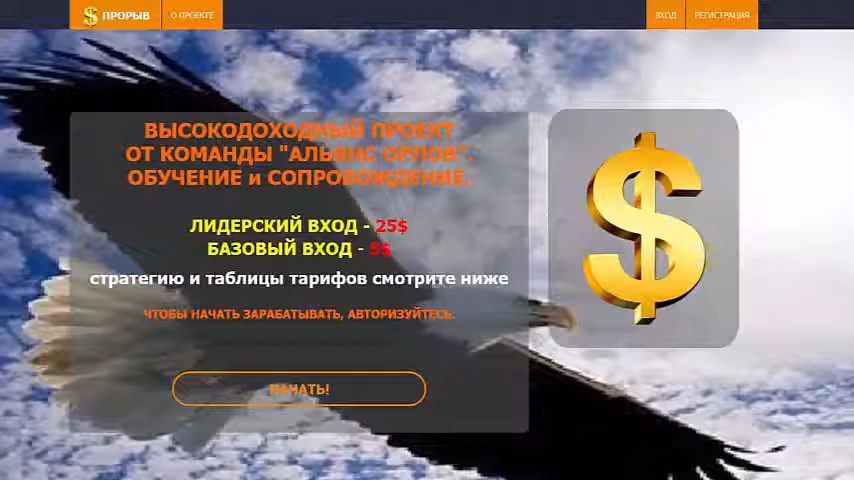 ПРОРЫВ
О ПРОЕКТЕ
ВХОД
РЕГИСТРАЦИЯ
ВЫСОКОДОХОДНЫЙ ПРОЕКТ
ОТ КОМАНДЫ "АЛЬЯНС ОРЛОВ".
ОБУЧЕНИЕ и СОПРОВОЖДЕНИЕ.
ЛИДЕРСКИЙ ВХОД - 25$
БАЗОВЫЙ ВХОД - 5$
стратегию и таблицы тарифов смотрите ниже
ЧТОБЫ НАЧАТЬ ЗАРАБАТЫВАТЬ, АВТОРИЗУЙТЕСЬ.
НАЧАТЬ!